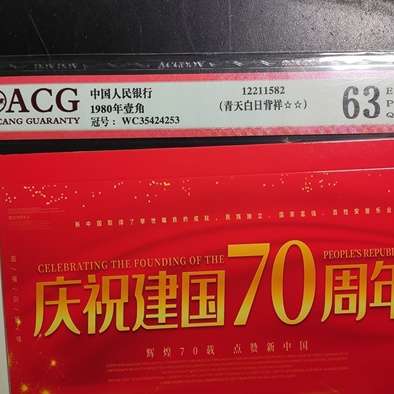 ACG
CANG GUARANTY
中国人民银行
1980年壹角
冠号：WC35424253
12211582
(青天白日背祥☆☆)
63
E
P
Q
CELEBRATING THE FOUNDING OF THE
PEOPLE'S REPUB
庆祝建国70周年
辉煌70载 点赞新中国